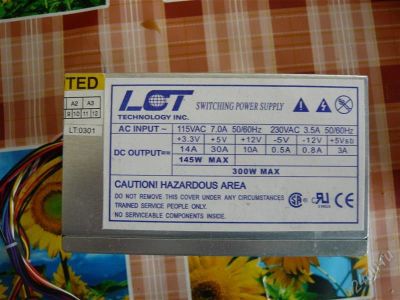 TED
A2 A3
9 10 11 12
LT:0301
LCT
TECHNOLOGY INC.
SWITCHING POWER SUPPLY
AC INPUT ~ 115VAC 7.0A 50/60Hz 230VAC 3.5A 50/60Hz
DC OUTPUT +3.3V +5V +12V -5V -12V +5Vsb
14A 30A 10A 0.5A 0.8A 3A
145W MAX
300W MAX
CAUTION! HAZARDOUS AREA
DO NOT REMOVE THIS COVER UNDER ANY CIRCUMSTANCES
TRAINED SERVICE PEOPLE ONLY.
NO SERVICEABLE COMPONENTS INSIDE.